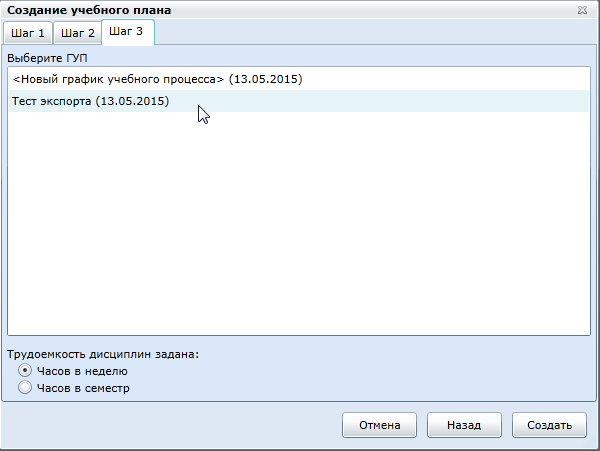 Создание учебного плана
Шаг 1 Шаг 2 Шаг 3
Выберите ГУП
<Новый график учебного процесса> (13.05.2015)
Тест экспорта (13.05.2015)
Трудоемкость дисциплин задана:
Часов в неделю
Часов в семестр
Отмена Назад Создать